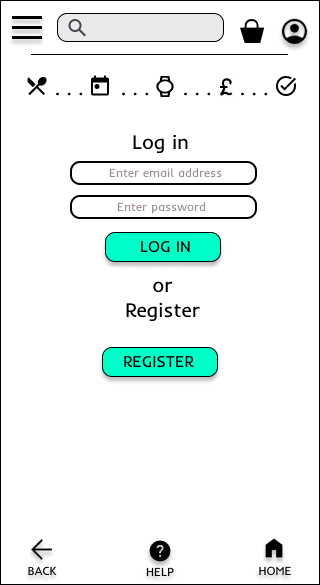 . . . . . . . . . £ . . .
Log in
Enter email address
Enter password
LOG IN
or
Register
REGISTER
BACK
HELP
HOME